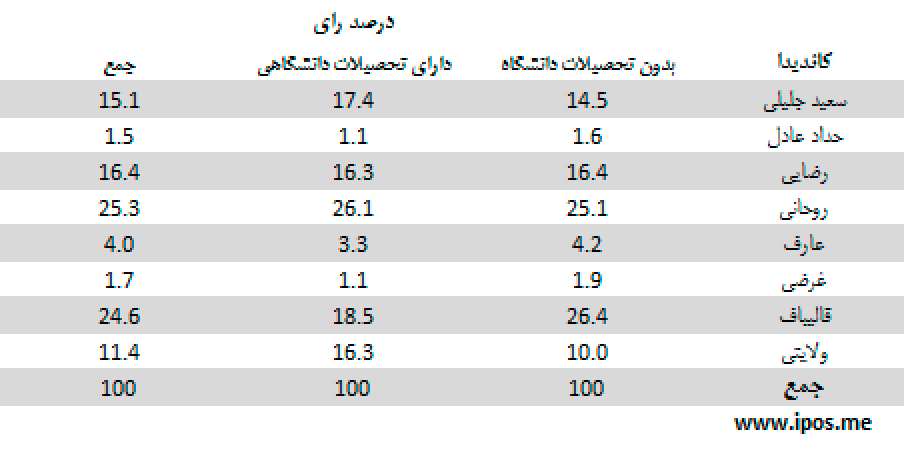 درصد رای
کاندیدا بدون تحصیلات دانشگاه دارای تحصیلات دانشگاهی جمع
سعید جلیلی 14.5 17.4 15.1
حداد عادل 1.6 1.1 1.5
رضایی 16.4 16.3 16.4
روحانی 25.1 26.1 25.3
عارف 4.2 3.3 4.0
غرضی 1.9 1.1 1.7
قالیباف 26.4 18.5 24.6
ولایتی 10.0 16.3 11.4
جمع 100 100 100
www.ipos.me